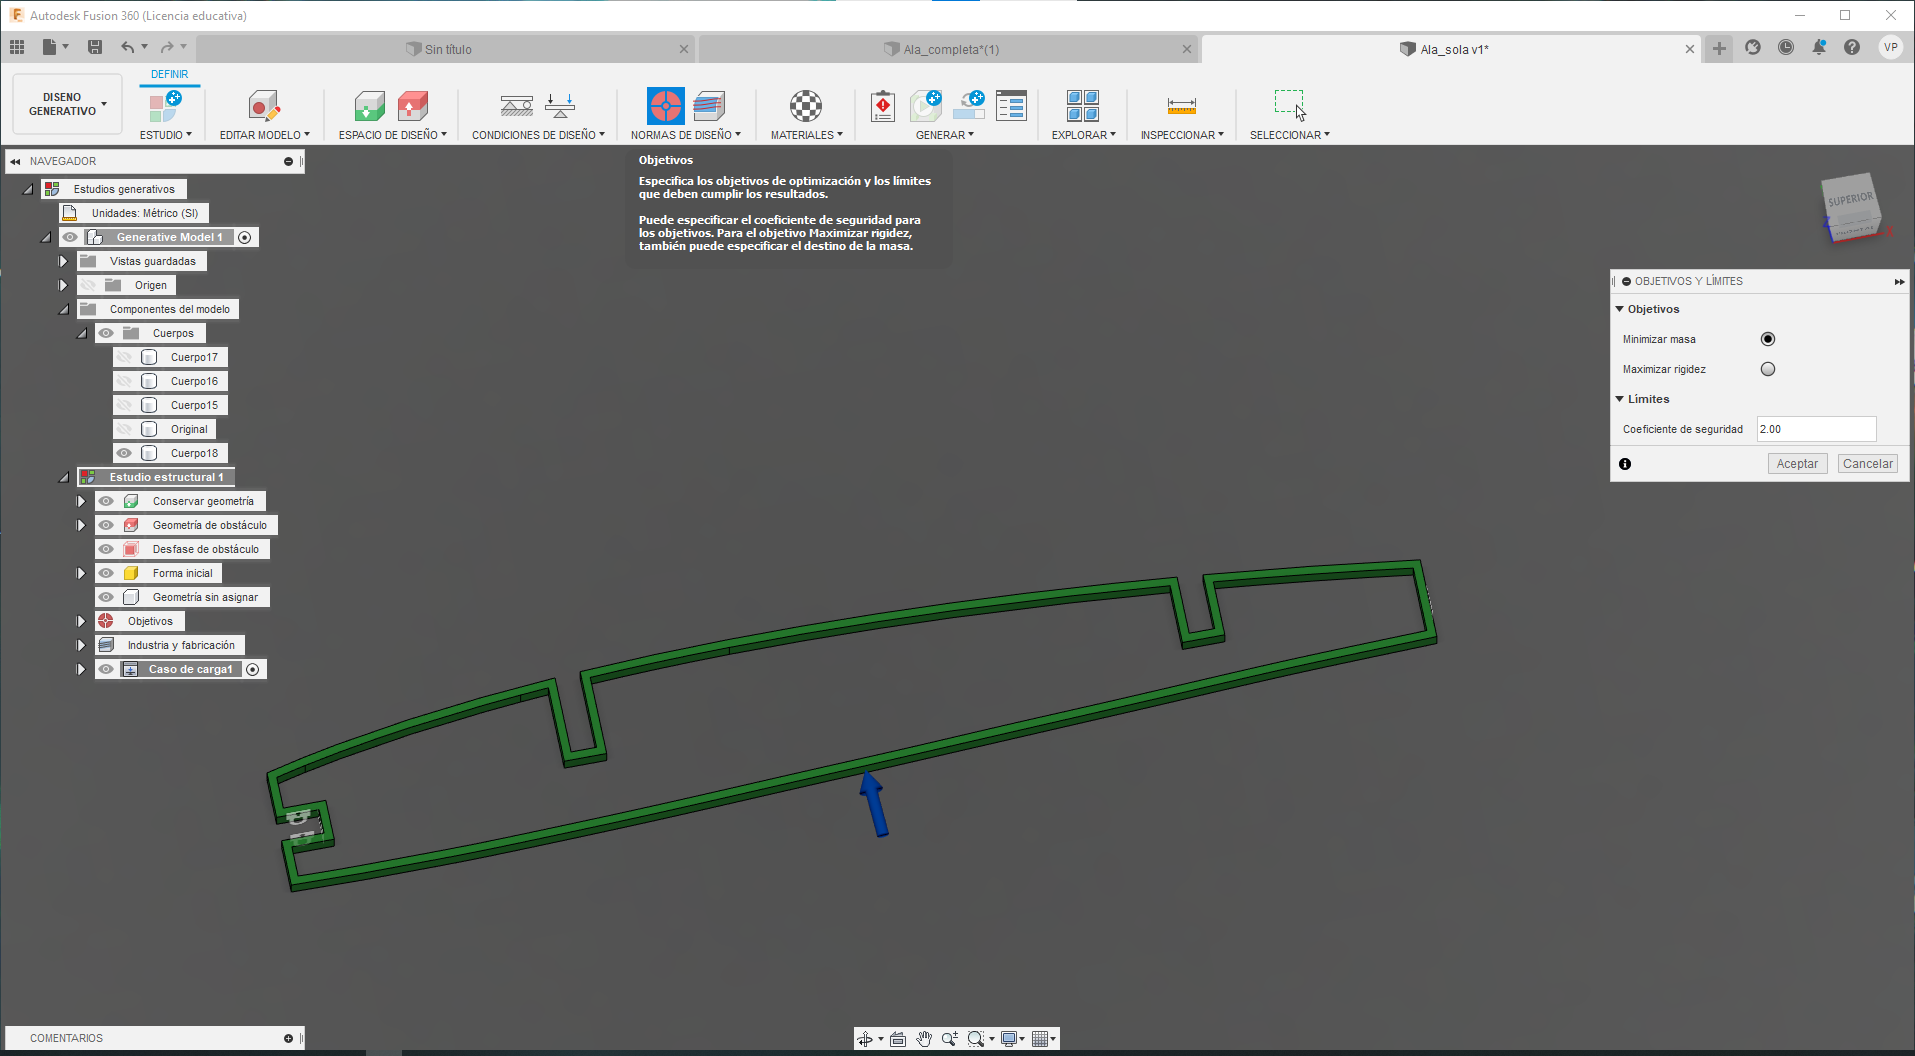 Autodesk Fusion 360 (Licencia educativa)
Sin título
Ala_completa*(1)
Ala_sola v1*
VP
DEFINIR
DISENO
GENERATIVO
ESTUDIO
EDITAR MODELO
ESPACIO DE DISEÑO
CONDICIONES DE DISEÑO
NORMAS DE DISEÑO
MATERIALES
GENERAR
EXPLORAR
INSPECCIONAR
SELECCIONAR
NAVEGADOR
Estudios generativos
Unidades: Métrico (SI)
Generative Model 1
Vistas guardadas
Origen
Componentes del modelo
Cuerpos
Cuerpo17
Cuerpo16
Cuerpo15
Original
Cuerpo18
Estudio estructural 1
Conservar geometría
Geometría de obstáculo
Desfase de obstáculo
Forma inicial
Geometría sin asignar
Objetivos
Industria y fabricación
Caso de carga1
Objetivos
Especifica los objetivos de optimización y los límites
que deben cumplir los resultados.
Puede especificar el coeficiente de seguridad para
los objetivos. Para el objetivo Maximizar rigidez,
también puede especificar el destino de la masa.
SUPERIOR
Z
X
OBJETIVOS Y LÍMITES
Objetivos
Minimizar masa
Maximizar rigidez
Límites
Coeficiente de seguridad
2.00
Aceptar
Cancelar
COMENTARIOS